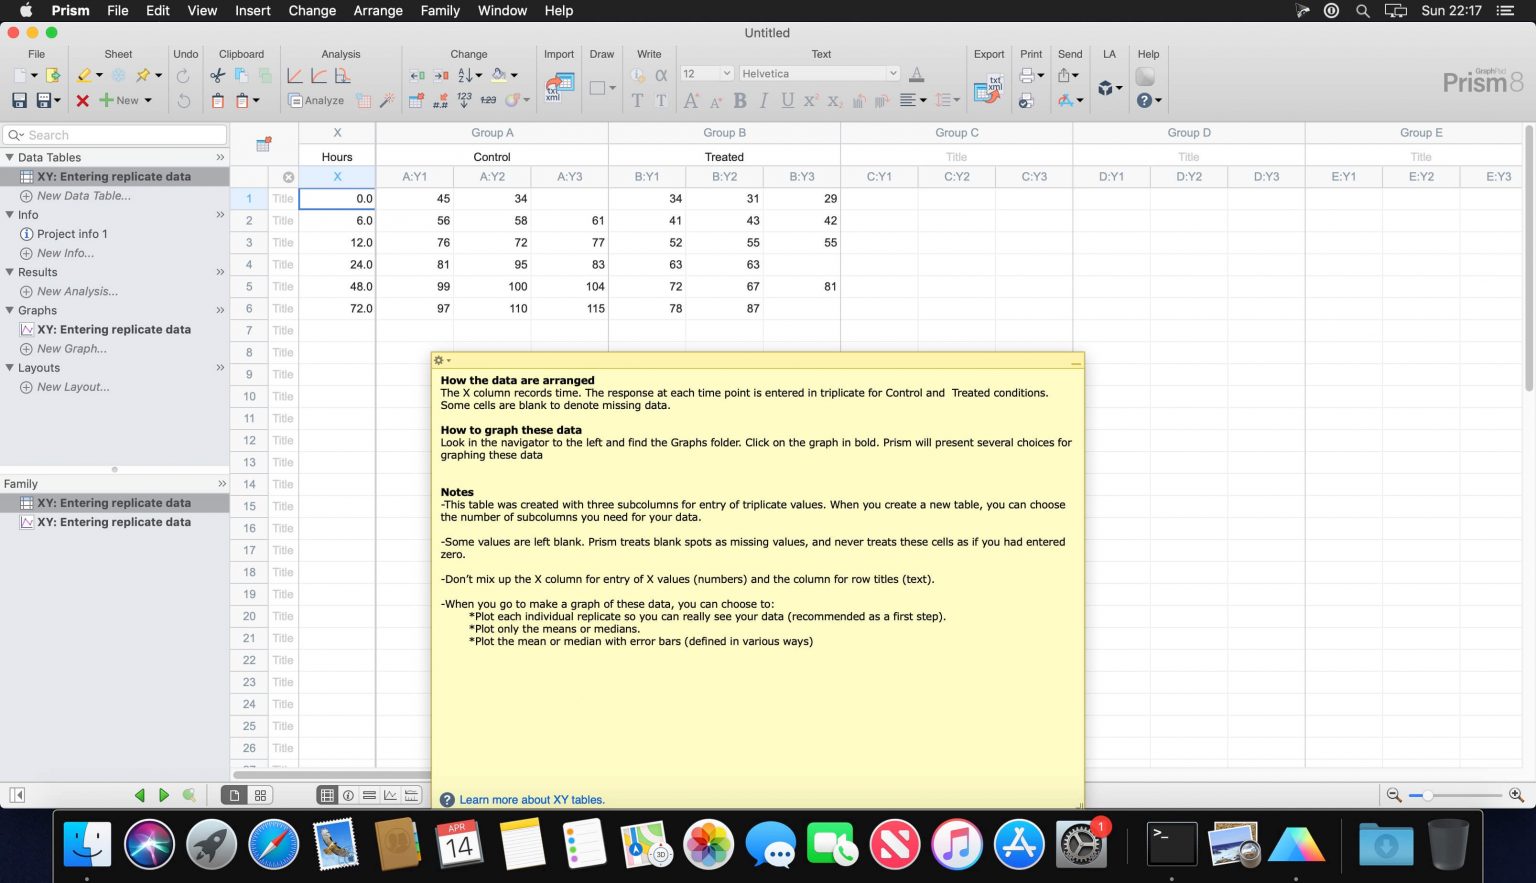 Prism File Edit View Insert Change Arrange Family Window Help Sun 22:17
Untitled
File Sheet Undo Clipboard Analysis Change Import Draw Write Text Export Print Send LA Help
12 Helvetica
GraphPad
Prism 8
New Analyze
Search
Data Tables
XY: Entering replicate data
New Data Table...
Info
Project info 1
New Info...
Results
New Analysis...
Graphs
XY: Entering replicate data
New Graph...
Layouts
New Layout...
Family
XY: Entering replicate data
XY: Entering replicate data
X Group A Group B Group C Group D Group E
Hours Control Treated Title Title Title
X A:Y1 A:Y2 A:Y3 B:Y1 B:Y2 B:Y3 C:Y1 C:Y2 C:Y3 D:Y1 D:Y2 D:Y3 E:Y1 E:Y2 E:Y3
1 Title 0.0 45 34 34 31 29
2 Title 6.0 56 58 61 41 43 42
3 Title 12.0 76 72 77 52 55 55
4 Title 24.0 81 95 83 63 63
5 Title 48.0 99 100 104 72 67 81
6 Title 72.0 97 110 115 78 87
7 Title
8 Title
9 Title
10 Title
11 Title
12 Title
13 Title
14 Title
15 Title
16 Title
17 Title
18 Title
19 Title
20 Title
21 Title
22 Title
23 Title
24 Title
25 Title
26 Title
How the data are arranged
The X column records time. The response at each time point is entered in triplicate for Control and Treated conditions.
Some cells are blank to denote missing data.
How to graph these data
Look in the navigator to the left and find the Graphs folder. Click on the graph in bold. Prism will present several choices for
graphing these data
Notes
-This table was created with three subcolumns for entry of triplicate values. When you create a new table, you can choose
the number of subcolumns you need for your data.
-Some values are left blank. Prism treats blank spots as missing values, and never treats these cells as if you had entered
zero.
-Don't mix up the X column for entry of X values (numbers) and the column for row titles (text).
-When you go to make a graph of these data, you can choose to:
*Plot each individual replicate so you can really see your data (recommended as a first step).
*Plot only the means or medians.
*Plot the mean or median with error bars (defined in various ways)
Learn more about XY tables.
APR
14
3D
1